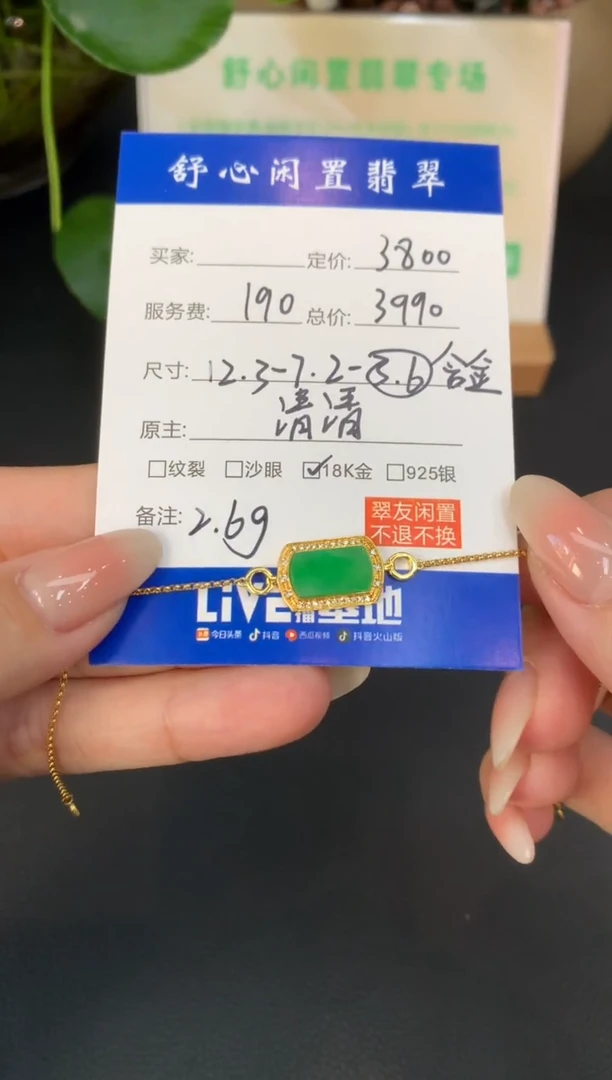 舒心闲置翡翠专场
舒心闲置翡翠
买家: 定价: 3800
服务费: 190 总价: 3990
尺寸: 12.3-7.2-3.6 含金
原主: 清清
□纹裂 □沙眼 ☑18K金 □925银
备注: 2.69
翠友闲置
不退不换
LIVE 播基地
今日头条 抖音 西瓜视频 抖音火山版